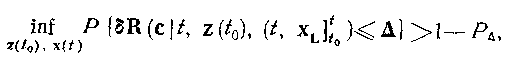 inf P {δR (c | t, z(t₀), (t, x_L]^t_{t₀}) ⩽ Δ} > 1 − P_Δ,
z(t₀), x(t)